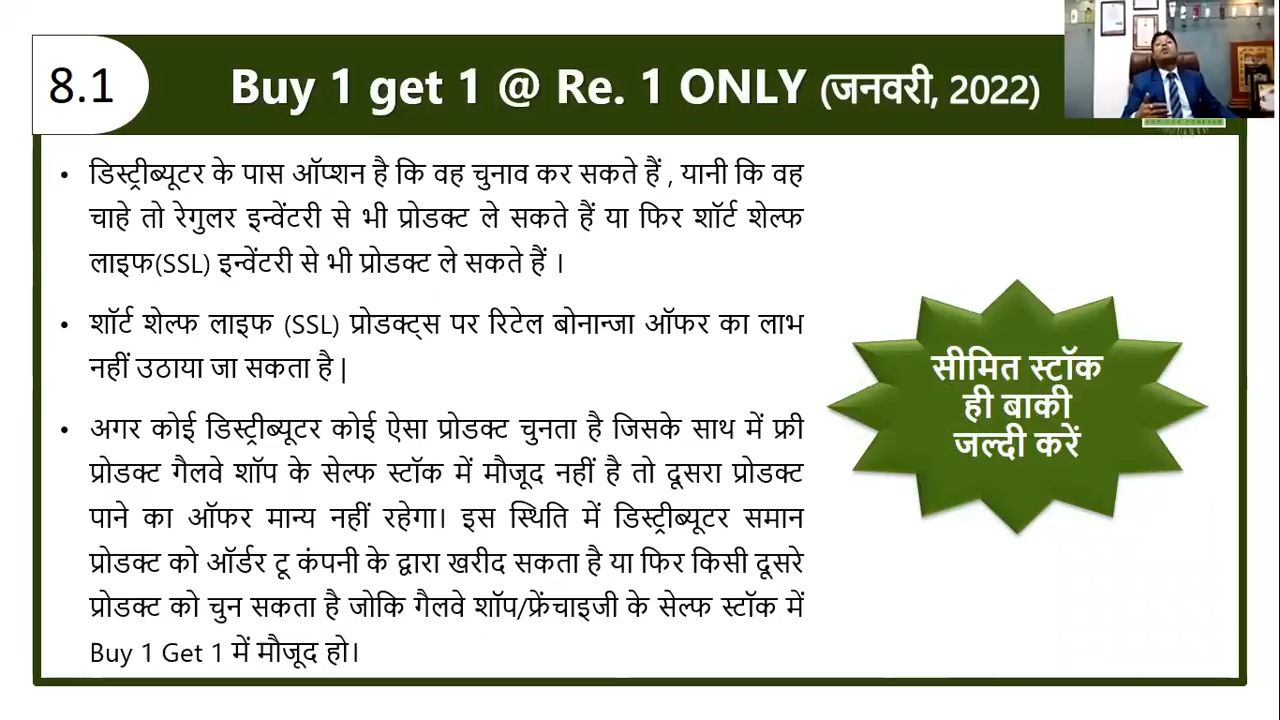 8.1
Buy 1 get 1 @ Re. 1 ONLY (जनवरी, 2022)
• डिस्ट्रीब्यूटर के पास ऑप्शन है कि वह चुनाव कर सकते हैं , यानी कि वह
चाहे तो रेगुलर इन्वेंटरी से भी प्रोडक्ट ले सकते हैं या फिर शॉर्ट शेल्फ
लाइफ(SSL) इन्वेंटरी से भी प्रोडक्ट ले सकते हैं ।
• शॉर्ट शेल्फ लाइफ (SSL) प्रोडक्ट्स पर रिटेल बोनान्जा ऑफर का लाभ
नहीं उठाया जा सकता है |
• अगर कोई डिस्ट्रीब्यूटर कोई ऐसा प्रोडक्ट चुनता है जिसके साथ में फ्री
प्रोडक्ट गैलवे शॉप के सेल्फ स्टॉक में मौजूद नहीं है तो दूसरा प्रोडक्ट
पाने का ऑफर मान्य नहीं रहेगा। इस स्थिति में डिस्ट्रीब्यूटर समान
प्रोडक्ट को ऑर्डर टू कंपनी के द्वारा खरीद सकता है या फिर किसी दूसरे
प्रोडक्ट को चुन सकता है जोकि गैलवे शॉप/फ्रेंचाइजी के सेल्फ स्टॉक में
Buy 1 Get 1 में मौजूद हो।
सीमित स्टॉक
ही बाकी
जल्दी करें